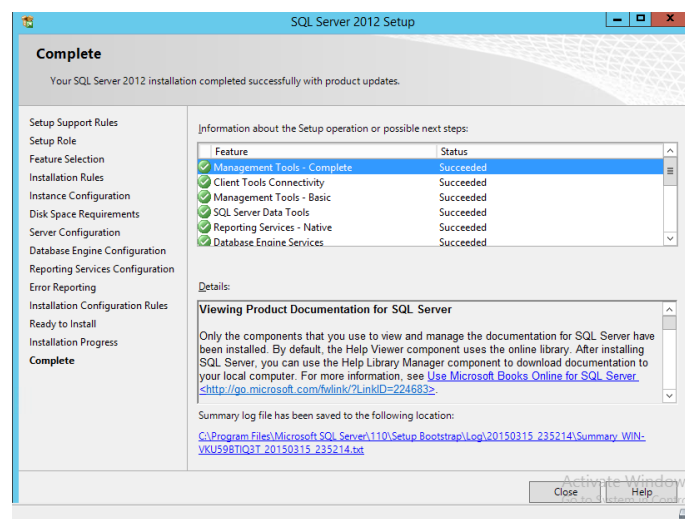 SQL Server 2012 Setup
Complete
Your SQL Server 2012 installation completed successfully with product updates.
Setup Support Rules
Setup Role
Feature Selection
Installation Rules
Instance Configuration
Disk Space Requirements
Server Configuration
Database Engine Configuration
Reporting Services Configuration
Error Reporting
Installation Configuration Rules
Ready to Install
Installation Progress
Complete
Information about the Setup operation or possible next steps:
Feature Status
Management Tools - Complete Succeeded
Client Tools Connectivity Succeeded
Management Tools - Basic Succeeded
SQL Server Data Tools Succeeded
Reporting Services - Native Succeeded
Database Engine Services Succeeded
Details:
Viewing Product Documentation for SQL Server
Only the components that you use to view and manage the documentation for SQL Server have
been installed. By default, the Help Viewer component uses the online library. After installing
SQL Server, you can use the Help Library Manager component to download documentation to
your local computer. For more information, see Use Microsoft Books Online for SQL Server
<http://go.microsoft.com/fwlink/?LinkID=224683>.
Summary log file has been saved to the following location:
C:\Program Files\Microsoft SQL Server\110\Setup Bootstrap\Log\20150315_235214\Summary_WIN-
VKU59BTIQ3T_20150315_235214.txt
Activate Window
Close Help
to System in Contr